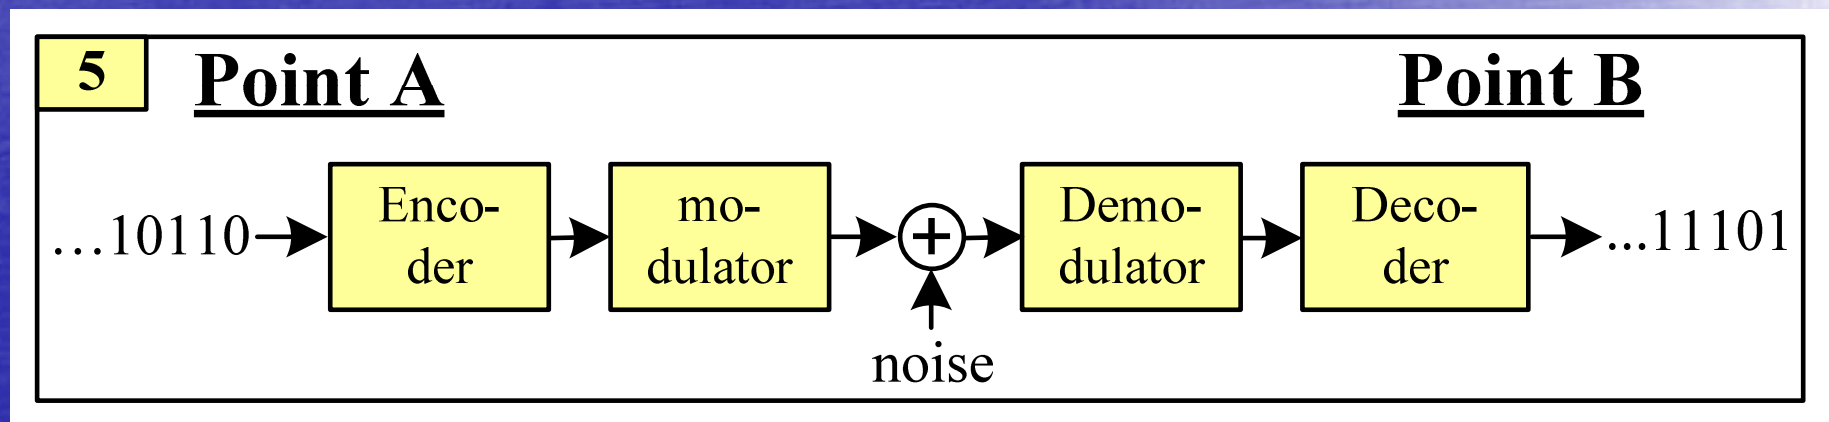 5
Point A
Point B
...10110
Enco-
der
mo-
dulator
+
Demo-
dulator
Deco-
der
...11101
noise